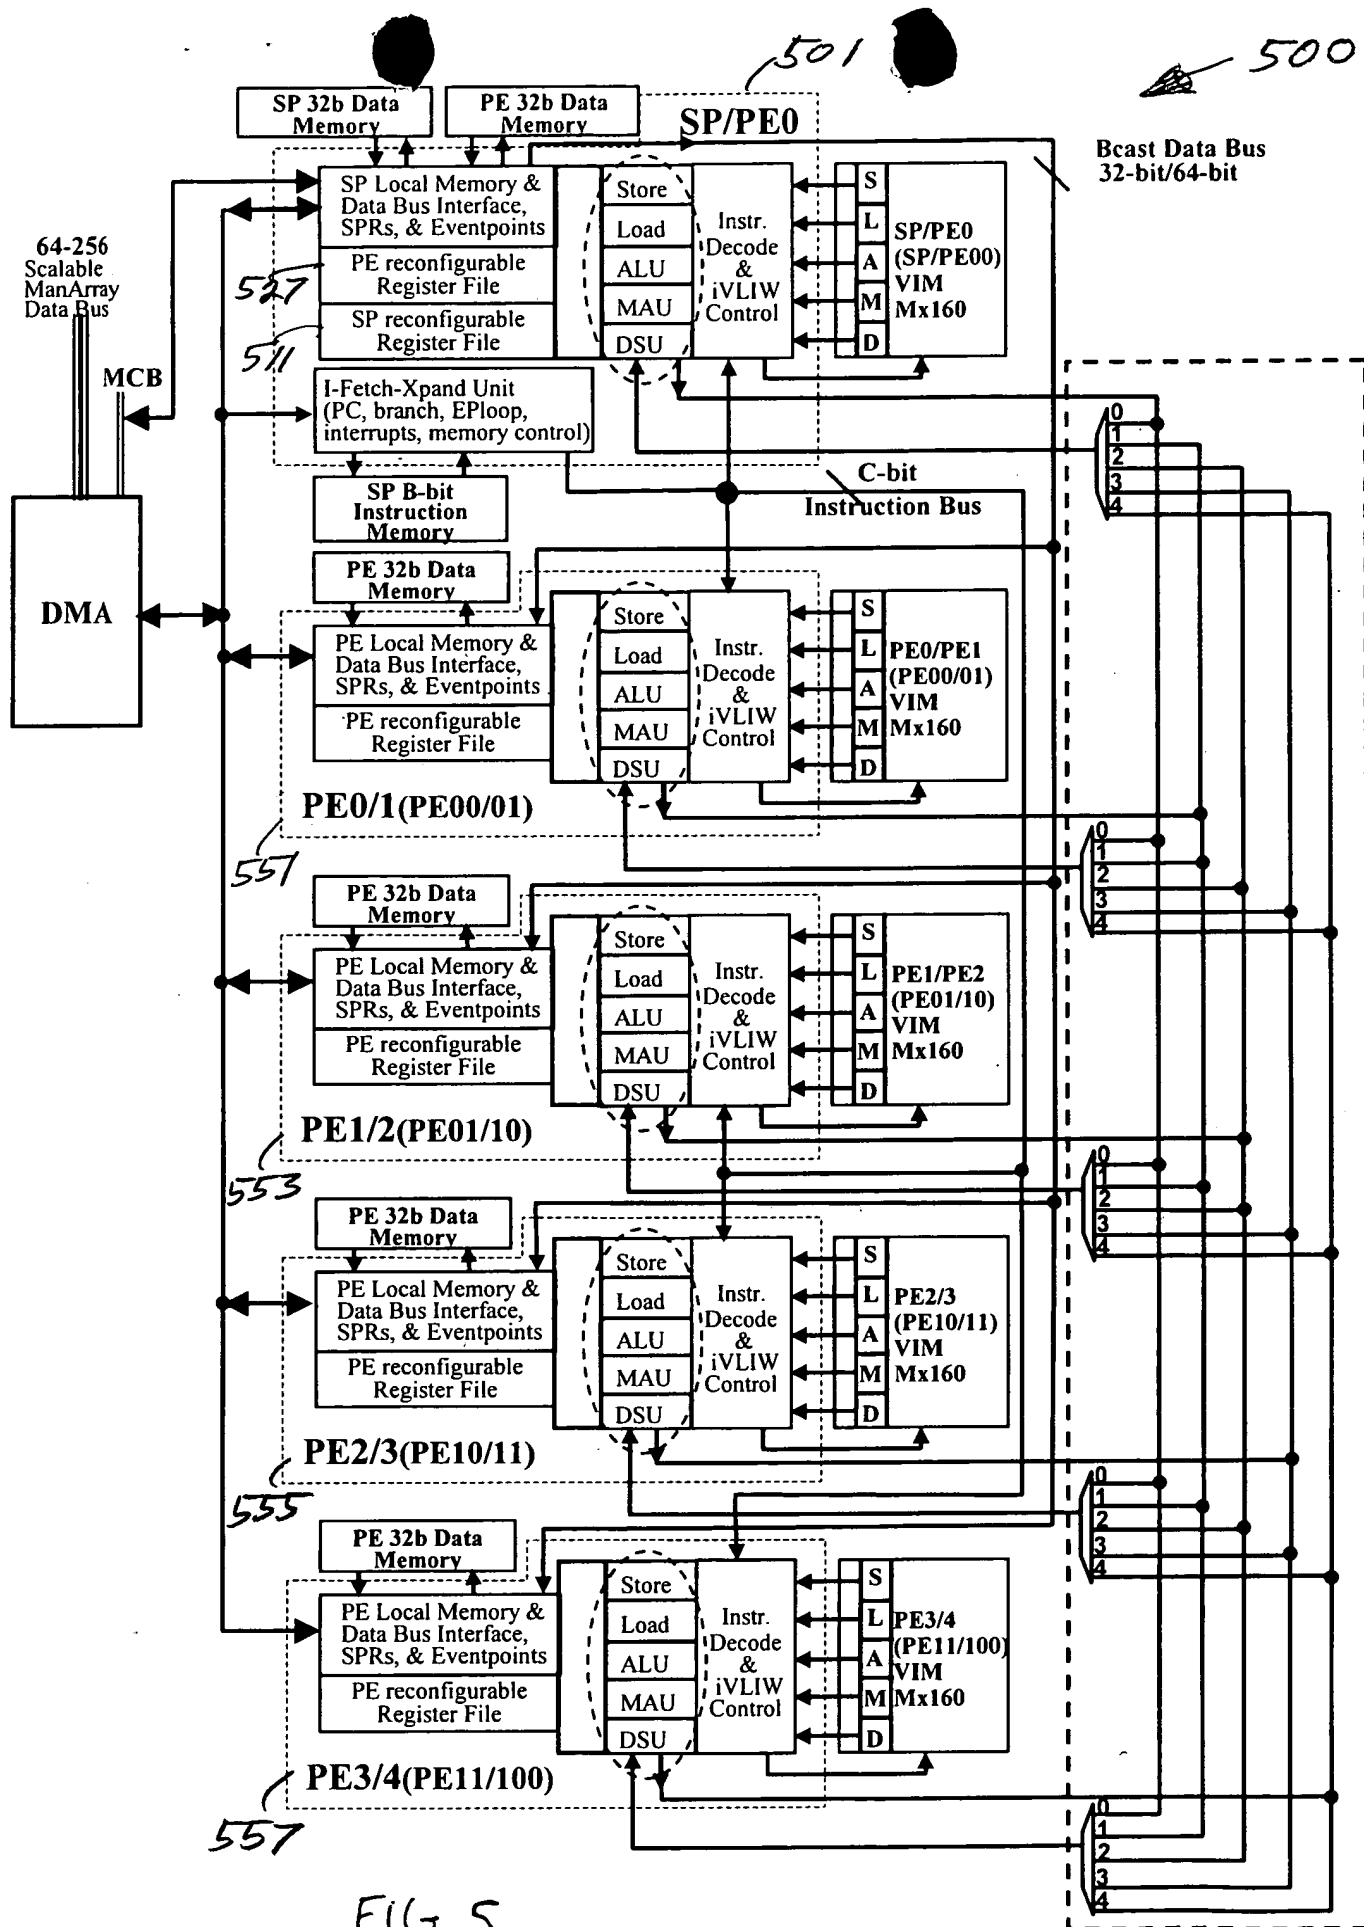 501
500
SP 32b Data
Memory
PE 32b Data
Memory
SP/PE0
Bcast Data Bus
32-bit/64-bit
SP Local Memory &
Data Bus Interface,
SPRs, & Eventpoints
PE reconfigurable
Register File
SP reconfigurable
Register File
527
511
Store
Load
ALU
MAU
DSU
Instr.
Decode
&
iVLIW
Control
S
L
A
M
D
SP/PE0
(SP/PE00)
VIM
Mx160
64-256
Scalable
ManArray
Data Bus
MCB
DMA
I-Fetch-Xpand Unit
(PC, branch, EPloop,
interrupts, memory control)
SP B-bit
Instruction
Memory
C-bit
Instruction Bus
0
1
2
3
4
PE 32b Data
Memory
PE Local Memory &
Data Bus Interface,
SPRs, & Eventpoints
PE reconfigurable
Register File
Store
Load
ALU
MAU
DSU
Instr.
Decode
&
iVLIW
Control
S
L
A
M
D
PE0/PE1
(PE00/01)
VIM
Mx160
PE0/1(PE00/01)
551
0
1
2
3
4
PE 32b Data
Memory
PE Local Memory &
Data Bus Interface,
SPRs, & Eventpoints
PE reconfigurable
Register File
Store
Load
ALU
MAU
DSU
Instr.
Decode
&
iVLIW
Control
S
L
A
M
D
PE1/PE2
(PE01/10)
VIM
Mx160
PE1/2(PE01/10)
553
0
1
2
3
4
PE 32b Data
Memory
PE Local Memory &
Data Bus Interface,
SPRs, & Eventpoints
PE reconfigurable
Register File
Store
Load
ALU
MAU
DSU
Instr.
Decode
&
iVLIW
Control
S
L
A
M
D
PE2/3
(PE10/11)
VIM
Mx160
PE2/3(PE10/11)
555
0
1
2
3
4
PE 32b Data
Memory
PE Local Memory &
Data Bus Interface,
SPRs, & Eventpoints
PE reconfigurable
Register File
Store
Load
ALU
MAU
DSU
Instr.
Decode
&
iVLIW
Control
S
L
A
M
D
PE3/4
(PE11/100)
VIM
Mx160
PE3/4(PE11/100)
557
0
1
2
3
4
FIG. 5